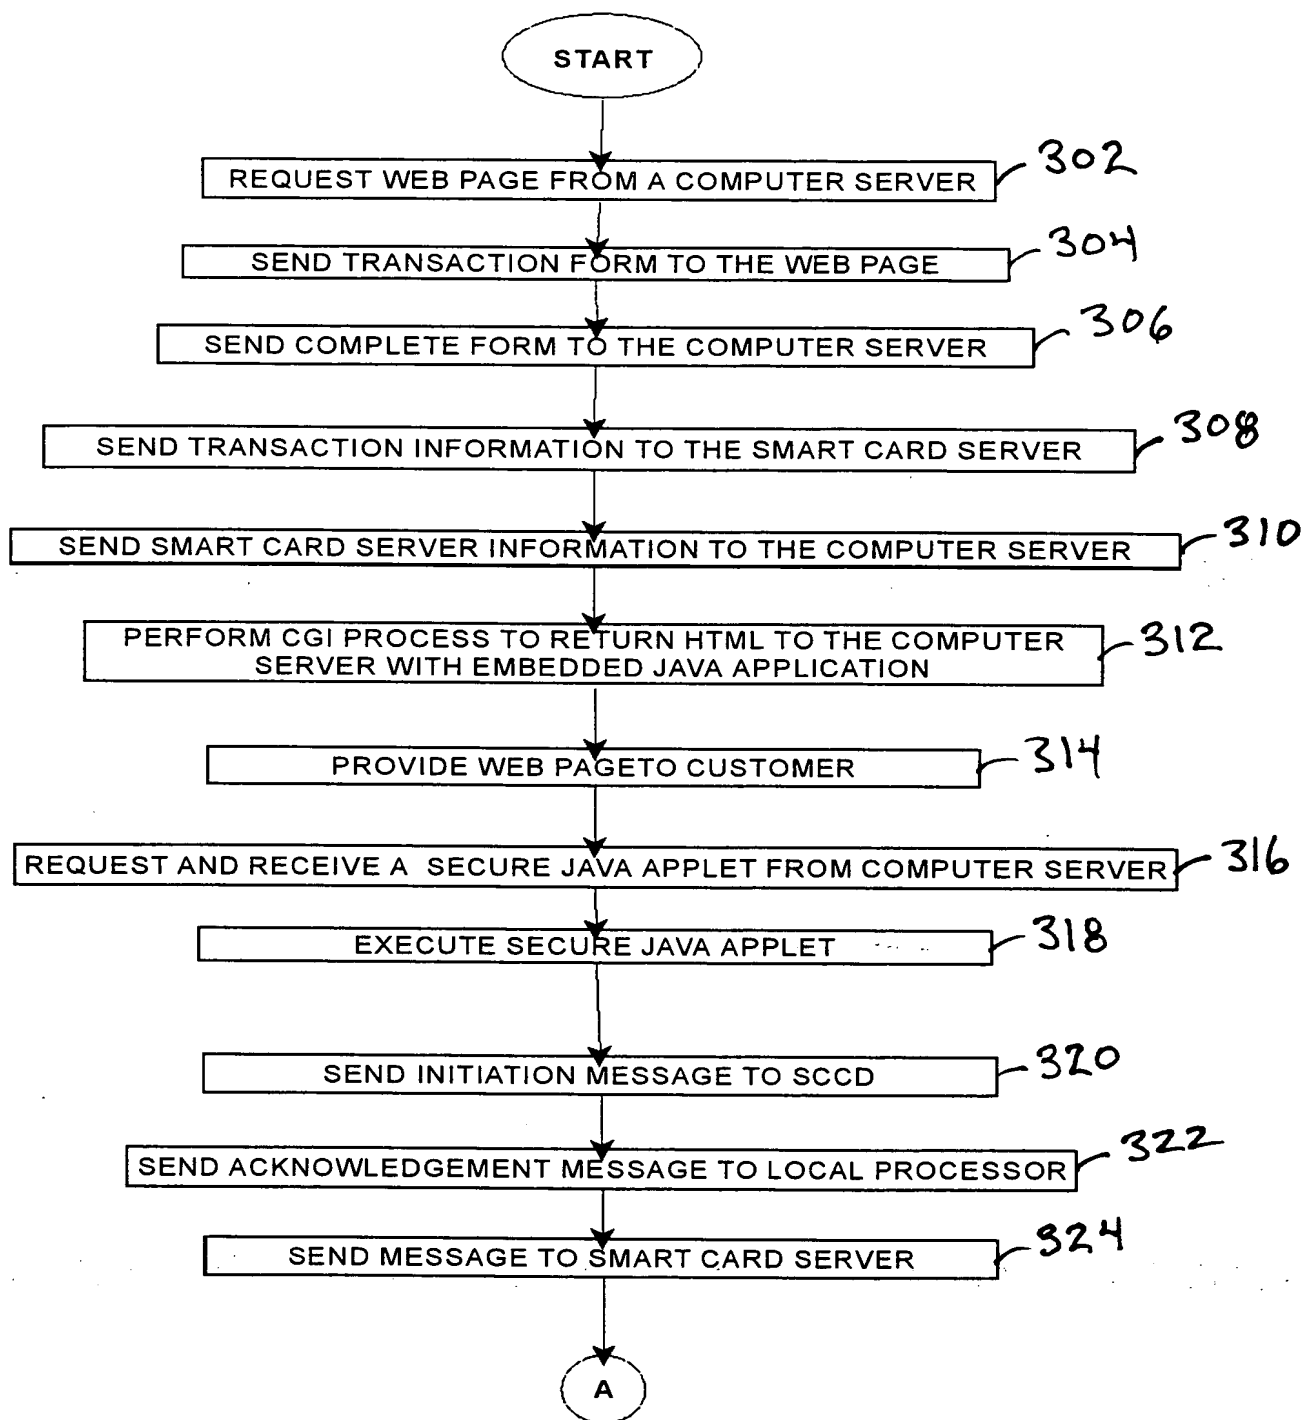 START
REQUEST WEB PAGE FROM A COMPUTER SERVER
302
SEND TRANSACTION FORM TO THE WEB PAGE
304
SEND COMPLETE FORM TO THE COMPUTER SERVER
306
SEND TRANSACTION INFORMATION TO THE SMART CARD SERVER
308
SEND SMART CARD SERVER INFORMATION TO THE COMPUTER SERVER
310
PERFORM CGI PROCESS TO RETURN HTML TO THE COMPUTER
SERVER WITH EMBEDDED JAVA APPLICATION
312
PROVIDE WEB PAGETO CUSTOMER
314
REQUEST AND RECEIVE A SECURE JAVA APPLET FROM COMPUTER SERVER
316
EXECUTE SECURE JAVA APPLET
318
SEND INITIATION MESSAGE TO SCCD
320
SEND ACKNOWLEDGEMENT MESSAGE TO LOCAL PROCESSOR
322
SEND MESSAGE TO SMART CARD SERVER
324
A